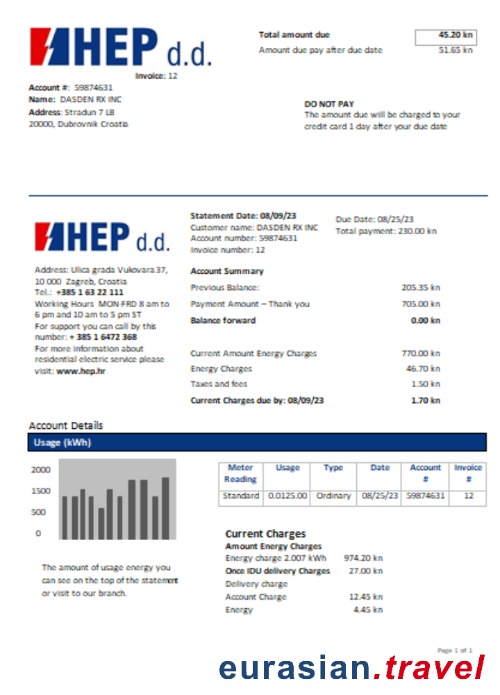 HEP d.d.
Invoice: 12
Total amount due 45.20 kn
Amount due pay after due date 51.65 kn
Account #: 59874631
Name: DASDEN RX INC
Address: Stradun 7 LB
20000, Dubrovnik Croatia
DO NOT PAY
The amount due will be charged to your
credit card 1 day after your due date
HEP d.d.
Address: Ulica grada Vukovara 37,
10 000 Zagreb, Croatia
Tel.: +385 1 63 22 111
Working Hours MON FRD 8 am to
6 pm and 10 am to 5 pm ST
For support you can call by this
number: + 385 1 6472 368
For more information about
residential electric service please
visit: www.hep.hr
Statement Date: 08/09/23
Customer name: DASDEN RX INC
Account number: 59874631
Invoice number: 12
Due Date: 08/25/23
Total payment: 230.00 kn
Account Summary
Previous Balance: 205.35 kn
Payment Amount – Thank you 705.00 kn
Balance forward 0.00 kn
Current Amount Energy Charges 770.00 kn
Energy Charges 46.70 kn
Taxes and fees 1.50 kn
Current Charges due by: 08/09/23 1.70 kn
Account Details
Usage (kWh)
2000
1500
500
0
The amount of usage energy you
can see on the top of the statement
or visit to our branch.
Meter Reading Usage Type Date Account # Invoice #
Standard 0.0125.00 Ordinary 08/25/23 59874631 12
Current Charges
Amount Energy Charges
Energy charge 2.007 kWh 974.20 kn
Once IDU delivery Charges 27.00 kn
Delivery charge
Account Charge 12.45 kn
Energy 4.45 kn
Page 1 of 1
eurasian.travel